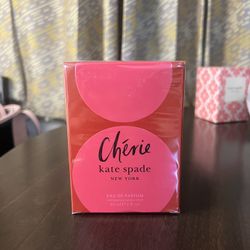 Chérie
kate spade
NEW YORK
EAU DE PARFUM